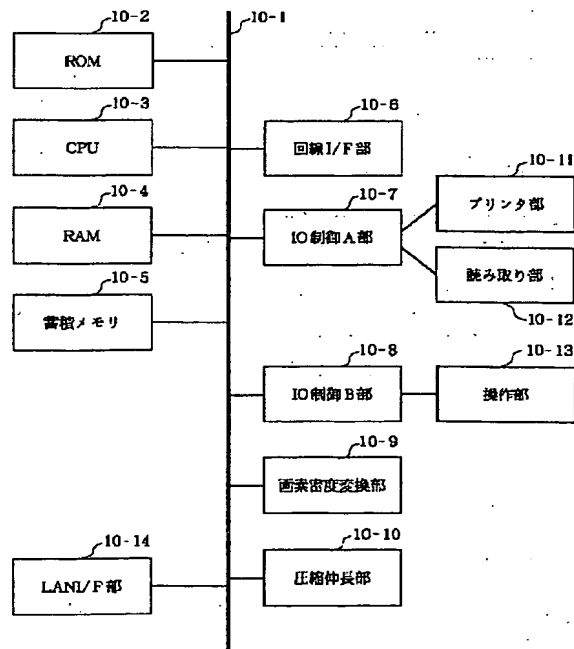 10-1
10-2
ROM
10-3
CPU
10-6
回線I/F部
10-4
RAM
10-7
IO制御A部
10-11
プリンタ部
読み取り部
10-12
10-5
蓄積メモリ
10-8
IO制御B部
10-13
操作部
10-9
画素密度変換部
10-14
LANI/F部
10-10
圧縮伸長部